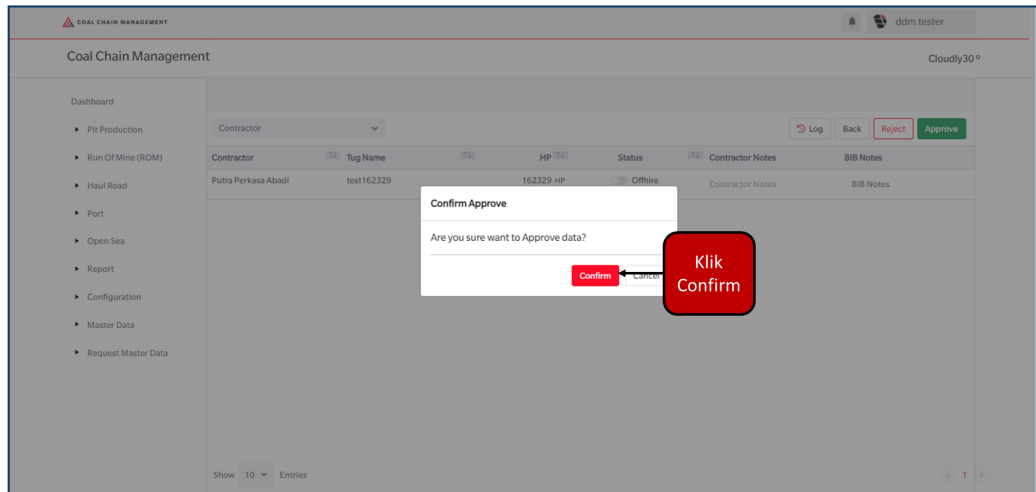 COAL CHAIN MANAGEMENT
ddm tester
Coal Chain Management
Cloudly30 º
Dashboard
Pit Production
Run Of Mine (ROM)
Haul Road
Port
Open Sea
Report
Configuration
Master Data
Request Master Data
Contractor
Log Back Reject Approve
Contractor Tug Name HP Status Contractor Notes BIB Notes
Putra Perkasa Abadi test162329 162329 HP Offhire Contractor Notes BIB Notes
Confirm Approve
Are you sure want to Approve data?
Confirm Cancel
Klik
Confirm
Show 10 Entries
1